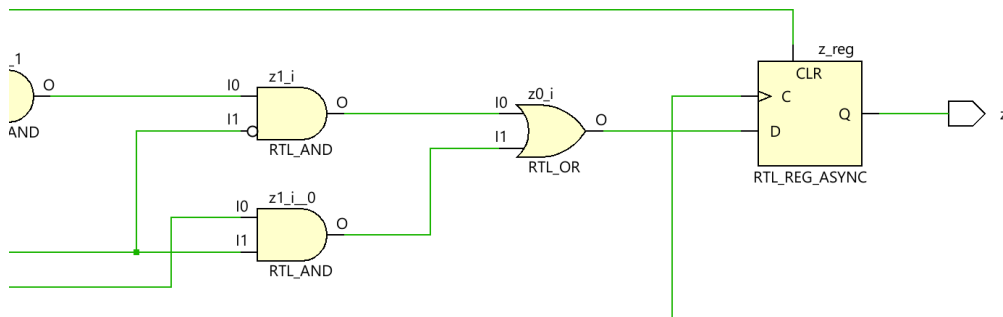 _1
O
AND
z1_i
I0
I1
O
RTL_AND
z1_i__0
I0
I1
O
RTL_AND
z0_i
I0
I1
O
RTL_OR
z_reg
CLR
C
D
Q
RTL_REG_ASYNC
z